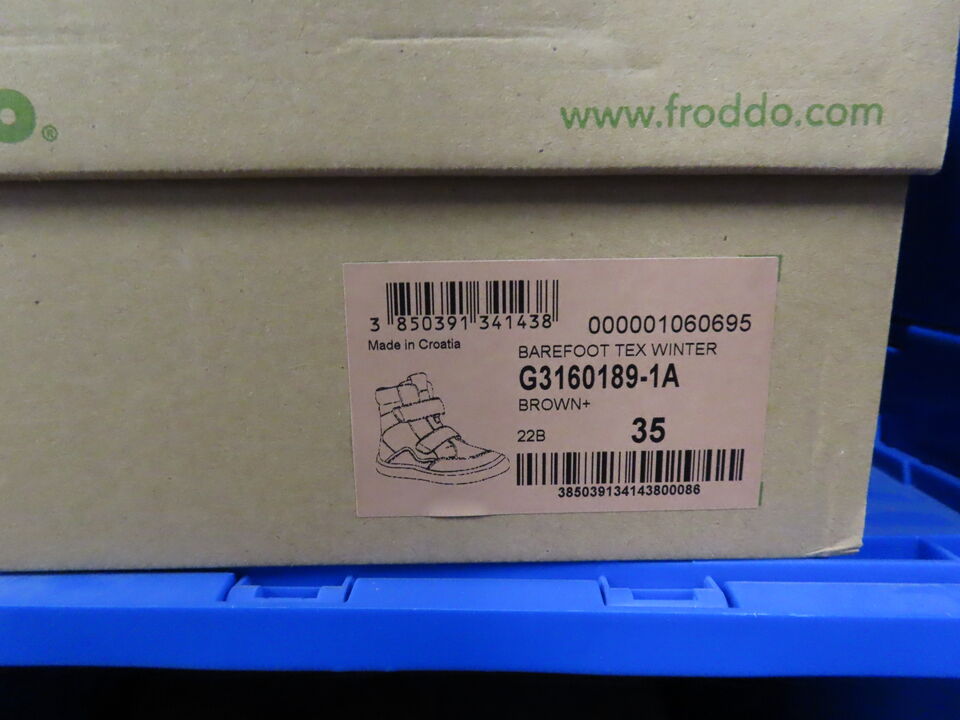 o®
www.froddo.com
3 850391 341438
000001060695
Made in Croatia
BAREFOOT TEX WINTER
G3160189-1A
BROWN+
22B
35
385039134143800086